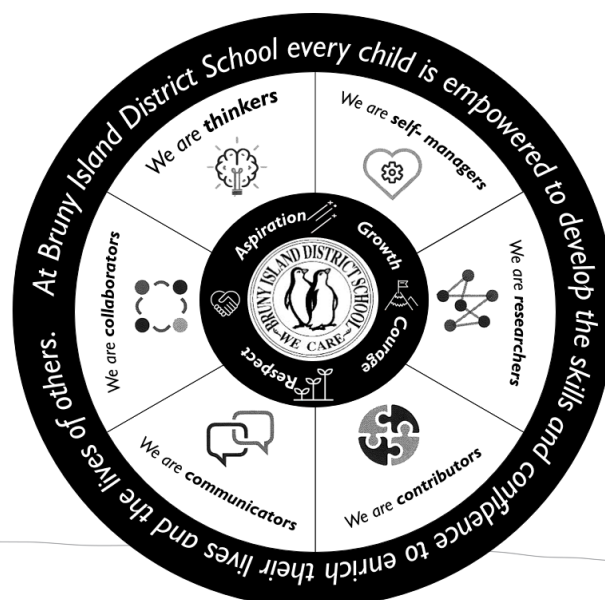 At Bruny Island District School every child is empowered to develop the skills and confidence to enrich their lives and the lives of others.
We are thinkers
We are self- managers
We are researchers
We are contributors
We are communicators
We are collaborators
Aspiration
Growth
Courage
Respect
BRUNY ISLAND DISTRICT SCHOOL
WE CARE